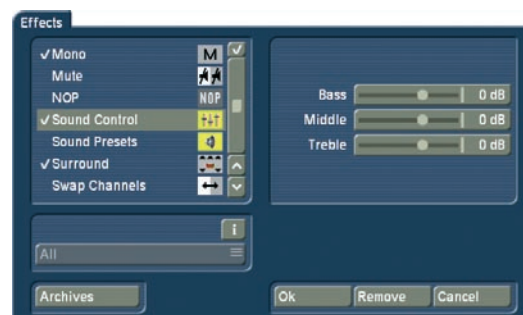 Effects
✓ Mono M
Mute
NOP NOP
✓ Sound Control
Sound Presets
✓ Surround
Swap Channels
i
All
Archives
Bass 0 dB
Middle 0 dB
Treble 0 dB
Ok Remove Cancel